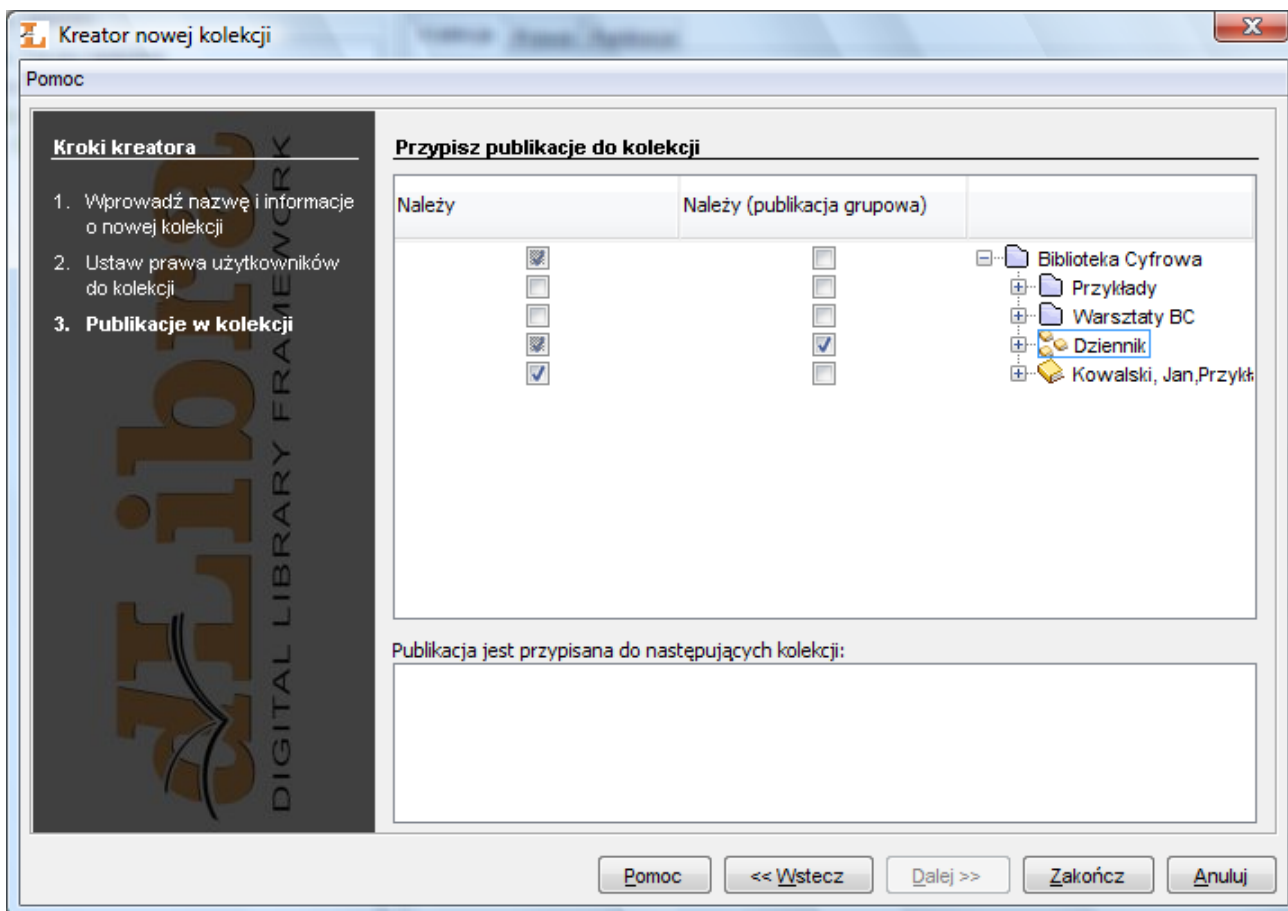 Kreator nowej kolekcji
Pomoc
Kroki kreatora
1. Wprowadź nazwę i informacje
o nowej kolekcji
2. Ustaw prawa użytkowników
do kolekcji
3. Publikacje w kolekcji
dLibra
DIGITAL LIBRARY FRAMEWORK
Przypisz publikacje do kolekcji
Należy Należy (publikacja grupowa)
Biblioteka Cyfrowa
Przykłady
Warsztaty BC
Dziennik
Kowalski, Jan,Przykł
Publikacja jest przypisana do następujących kolekcji:
Pomoc << Wstecz Dalej >> Zakończ Anuluj